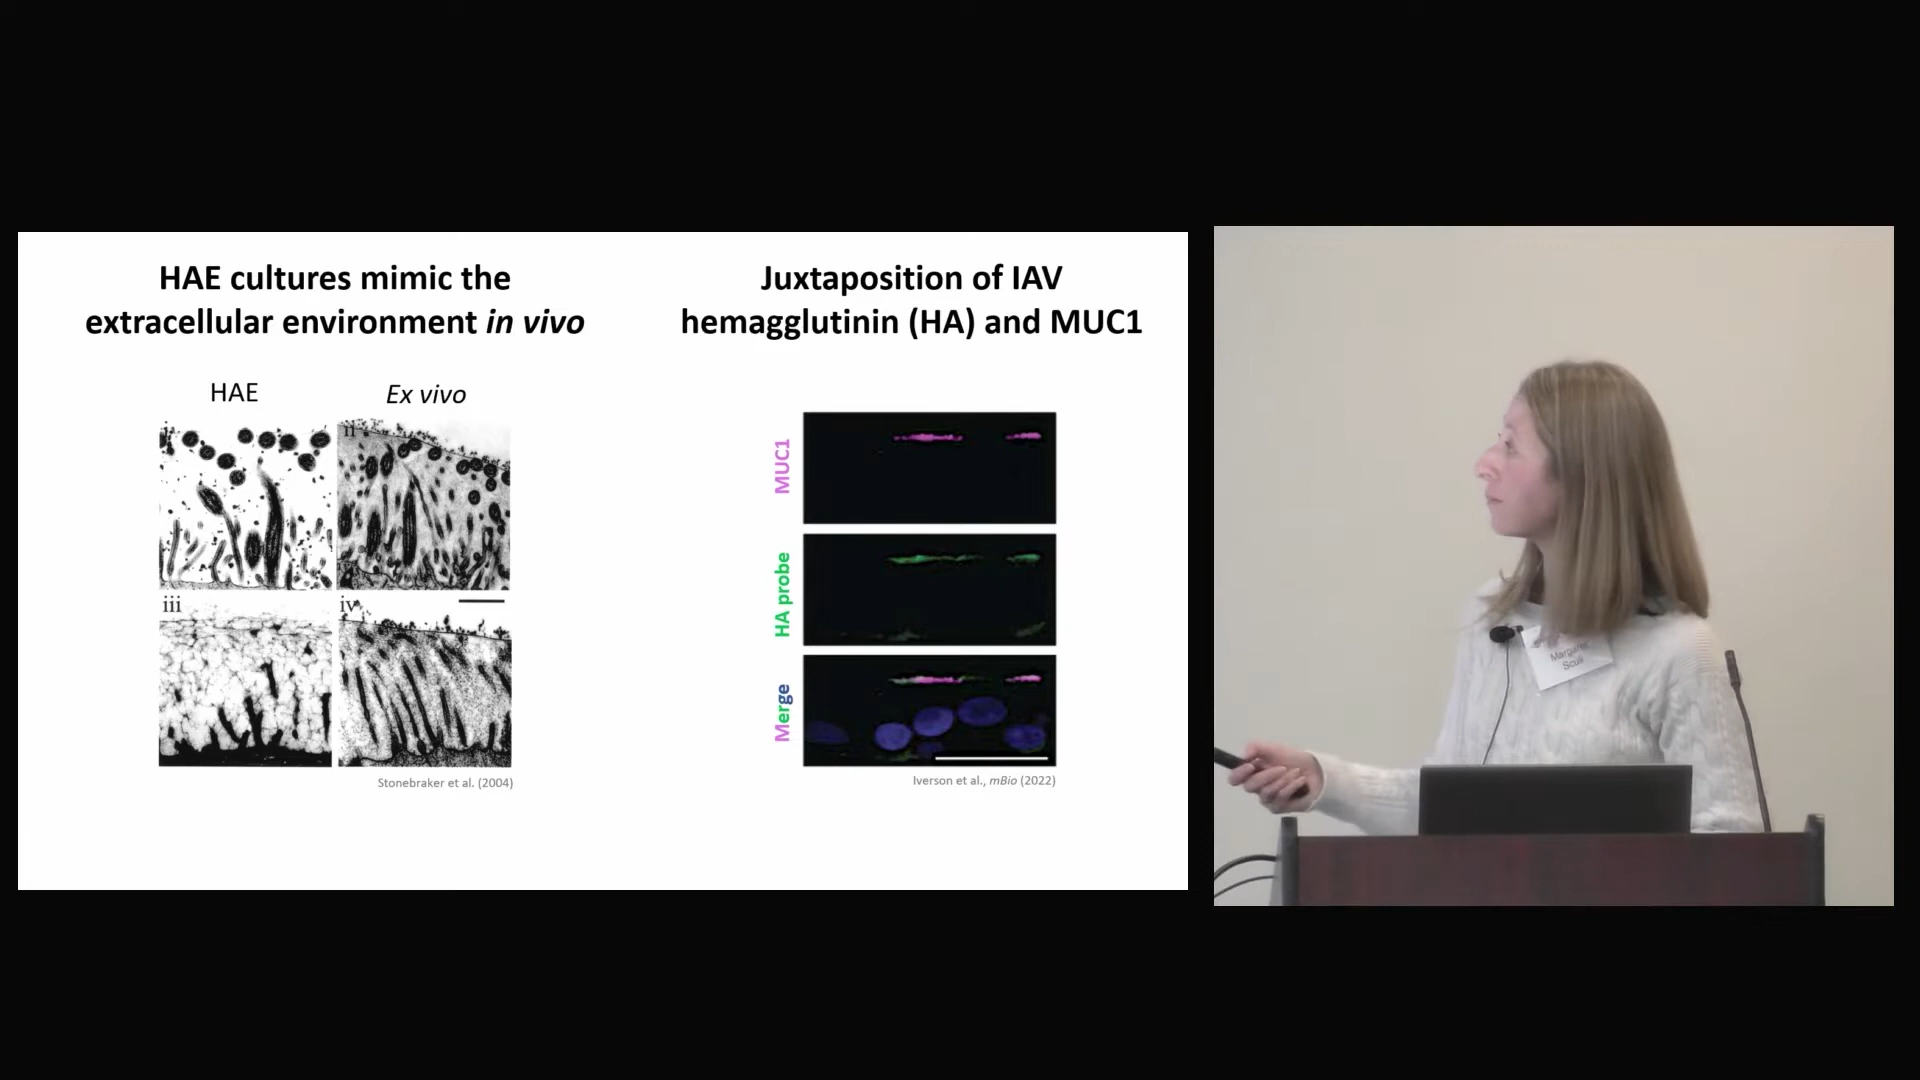 HAE cultures mimic the
extracellular environment in vivo
HAE
Ex vivo
ii
iii
iv
Stonebraker et al. (2004)
Juxtaposition of IAV
hemagglutinin (HA) and MUC1
MUC1
HA probe
Merge
Iverson et al., mBio (2022)